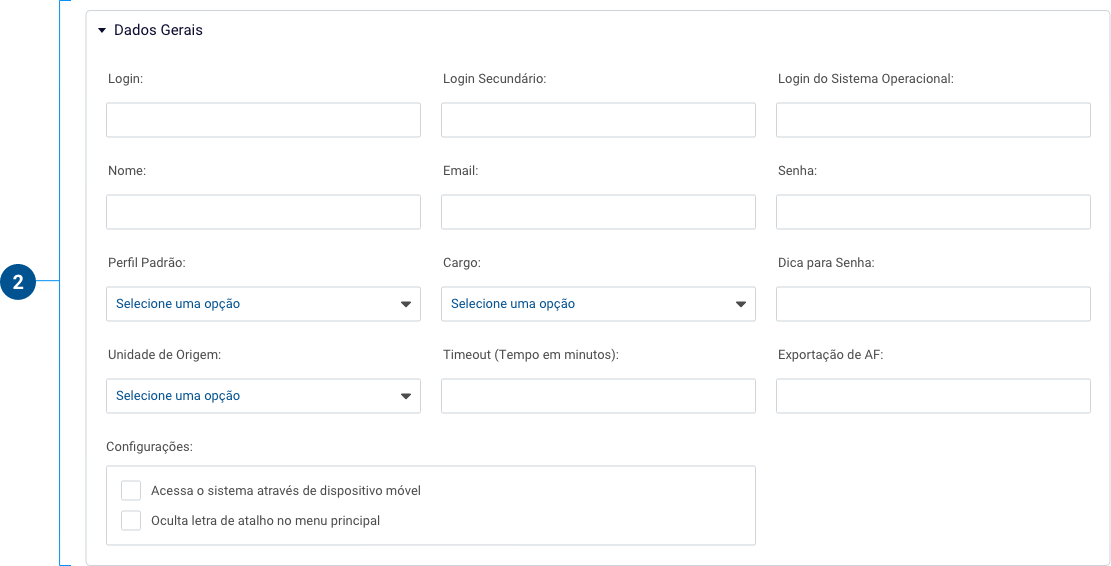 Dados Gerais
Login: Login Secundário: Login do Sistema Operacional:
Nome: Email: Senha:
2
Perfil Padrão: Cargo: Dica para Senha:
Selecione uma opção Selecione uma opção
Unidade de Origem: Timeout (Tempo em minutos): Exportação de AF:
Selecione uma opção
Configurações:
Acessa o sistema através de dispositivo móvel
Oculta letra de atalho no menu principal